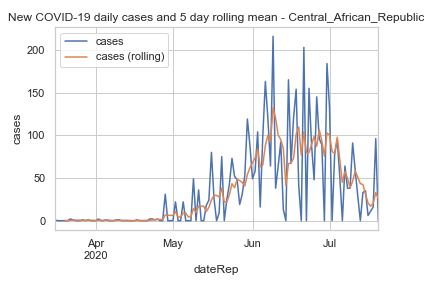 New COVID-19 daily cases and 5 day rolling mean - Central_African_Republic
cases
cases (rolling)
200
150
100
50
0
cases
Apr
2020
May
Jun
Jul
dateRep